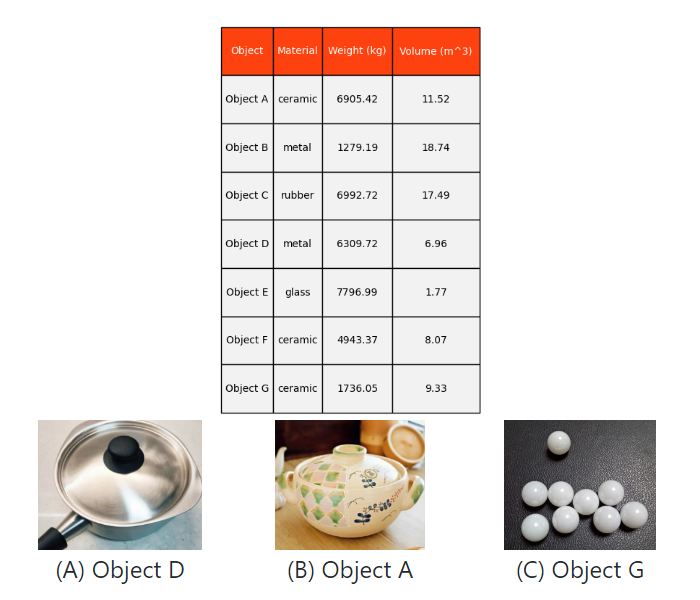 Object Material Weight (kg) Volume (m^3)
Object A ceramic 6905.42 11.52
Object B metal 1279.19 18.74
Object C rubber 6992.72 17.49
Object D metal 6309.72 6.96
Object E glass 7796.99 1.77
Object F ceramic 4943.37 8.07
Object G ceramic 1736.05 9.33
(A) Object D (B) Object A (C) Object G